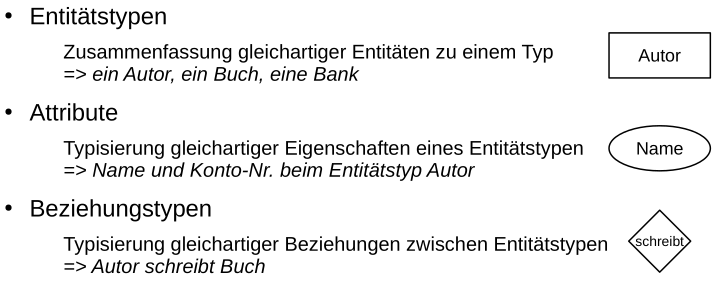 • Entitätstypen
Zusammenfassung gleichartiger Entitäten zu einem Typ
=> ein Autor, ein Buch, eine Bank
Autor
• Attribute
Typisierung gleichartiger Eigenschaften eines Entitätstypen
=> Name und Konto-Nr. beim Entitätstyp Autor
Name
• Beziehungstypen
Typisierung gleichartiger Beziehungen zwischen Entitätstypen
=> Autor schreibt Buch
schreibt